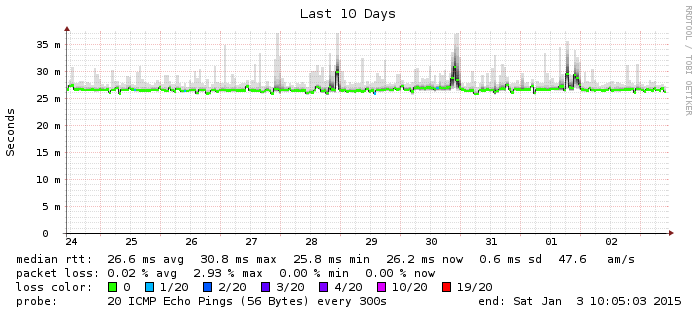 Last 10 Days
RRDTOOL / TOBI OETIKER
Seconds
35 m
30 m
25 m
20 m
15 m
10 m
5 m
0
24 25 26 27 28 29 30 31 01 02
median rtt: 26.6 ms avg 30.8 ms max 25.8 ms min 26.2 ms now 0.6 ms sd 47.6 am/s
packet loss: 0.02 % avg 2.93 % max 0.00 % min 0.00 % now
loss color: 0 1/20 2/20 3/20 4/20 10/20 19/20
probe: 20 ICMP Echo Pings (56 Bytes) every 300s end: Sat Jan 3 10:05:03 2015